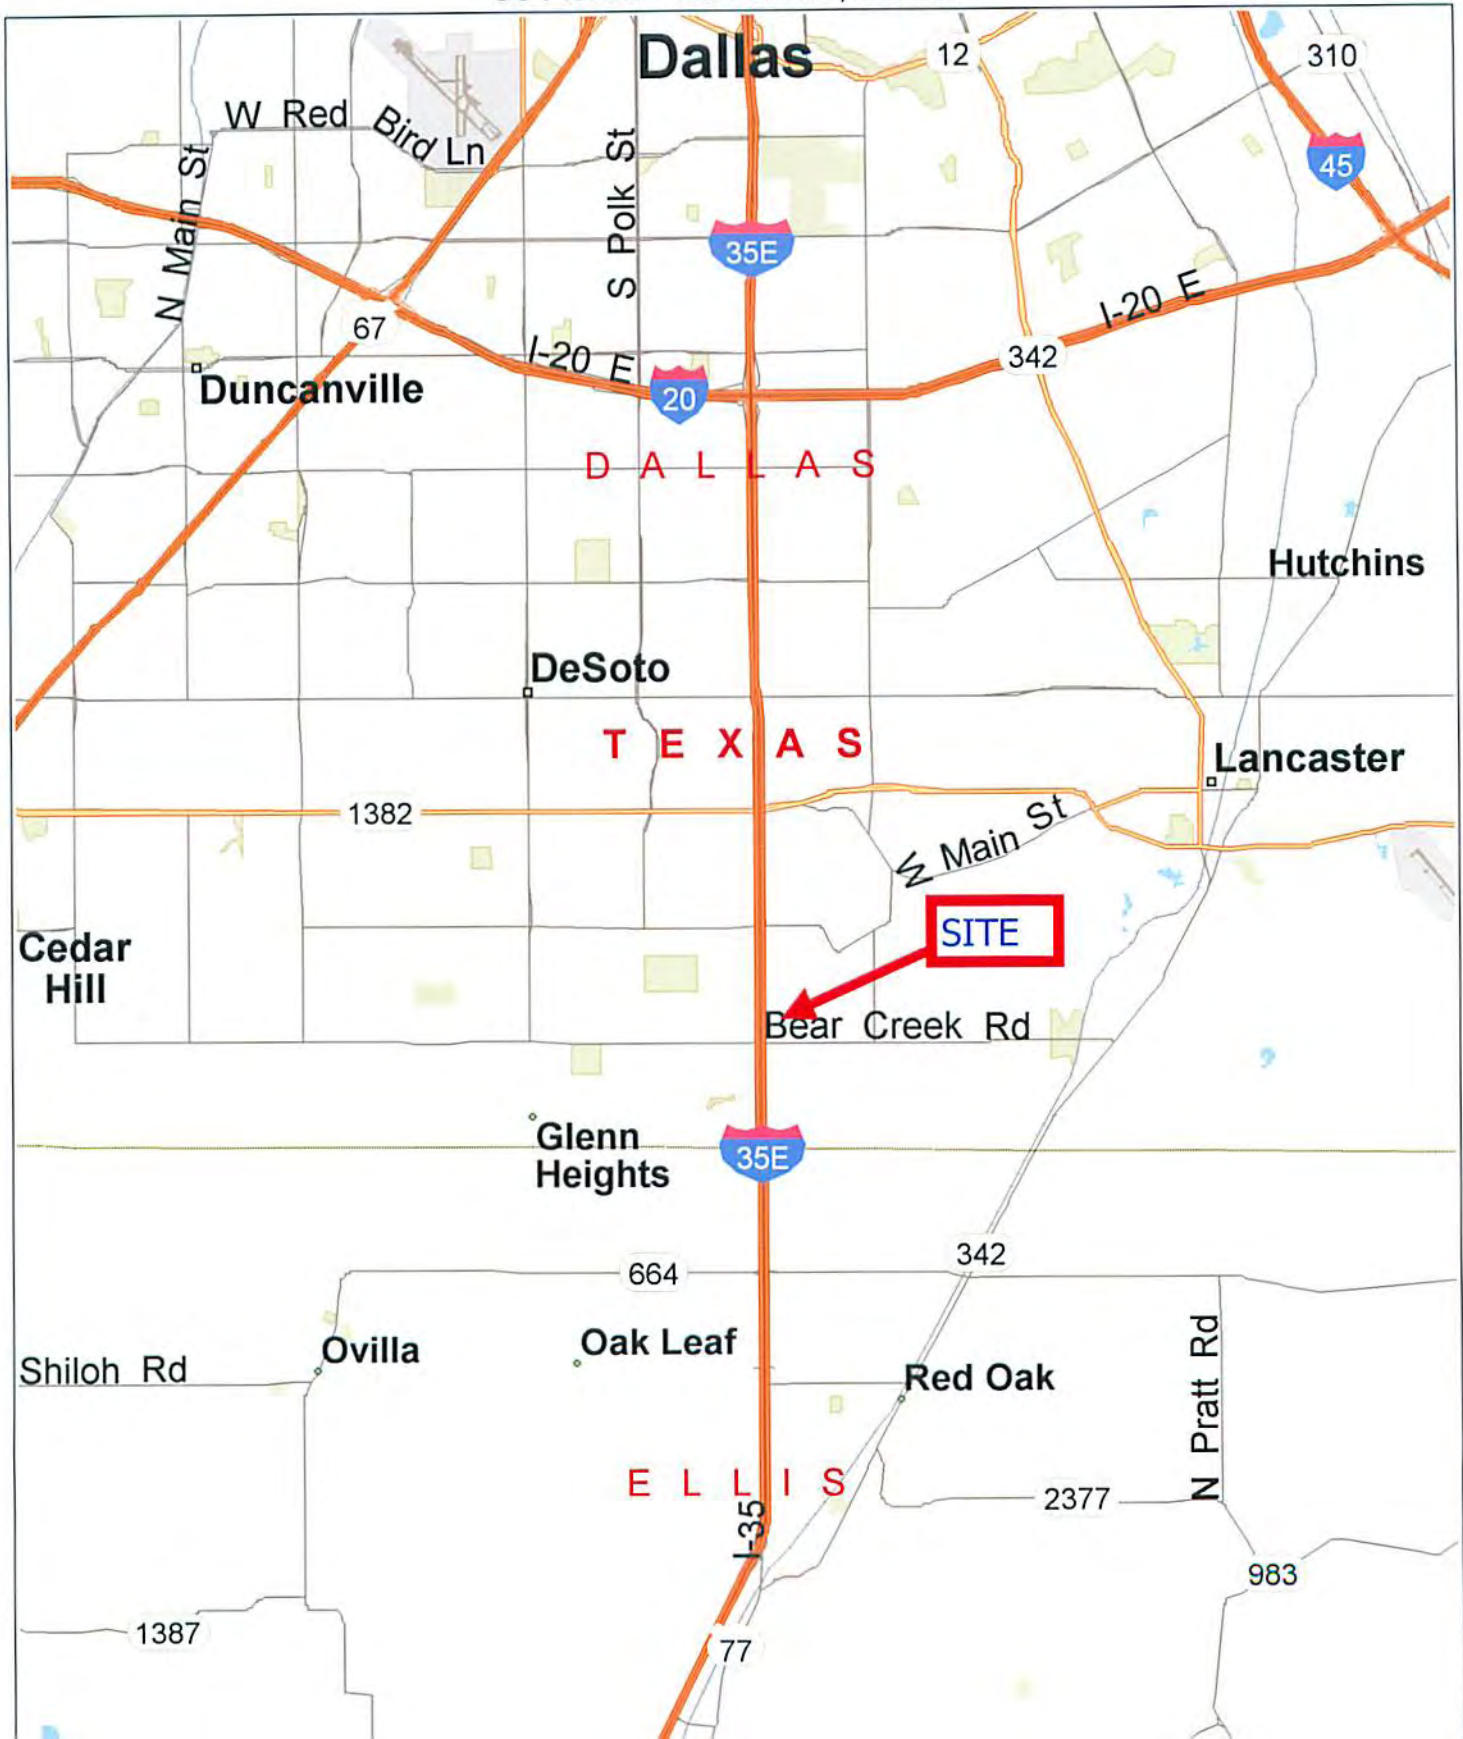 Dallas
12
310
W Red Bird Ln
45
N Main St
S Polk St
35E
I-20 E
67
I-20 E
342
20
Duncanville
D A L L A S
Hutchins
DeSoto
T E X A S
Lancaster
1382
W Main St
SITE
Cedar
Hill
Bear Creek Rd
Glenn
Heights
35E
342
664
Ovilla
Oak Leaf
Shiloh Rd
Red Oak
N Pratt Rd
E L L I S
2377
I-35
983
1387
77